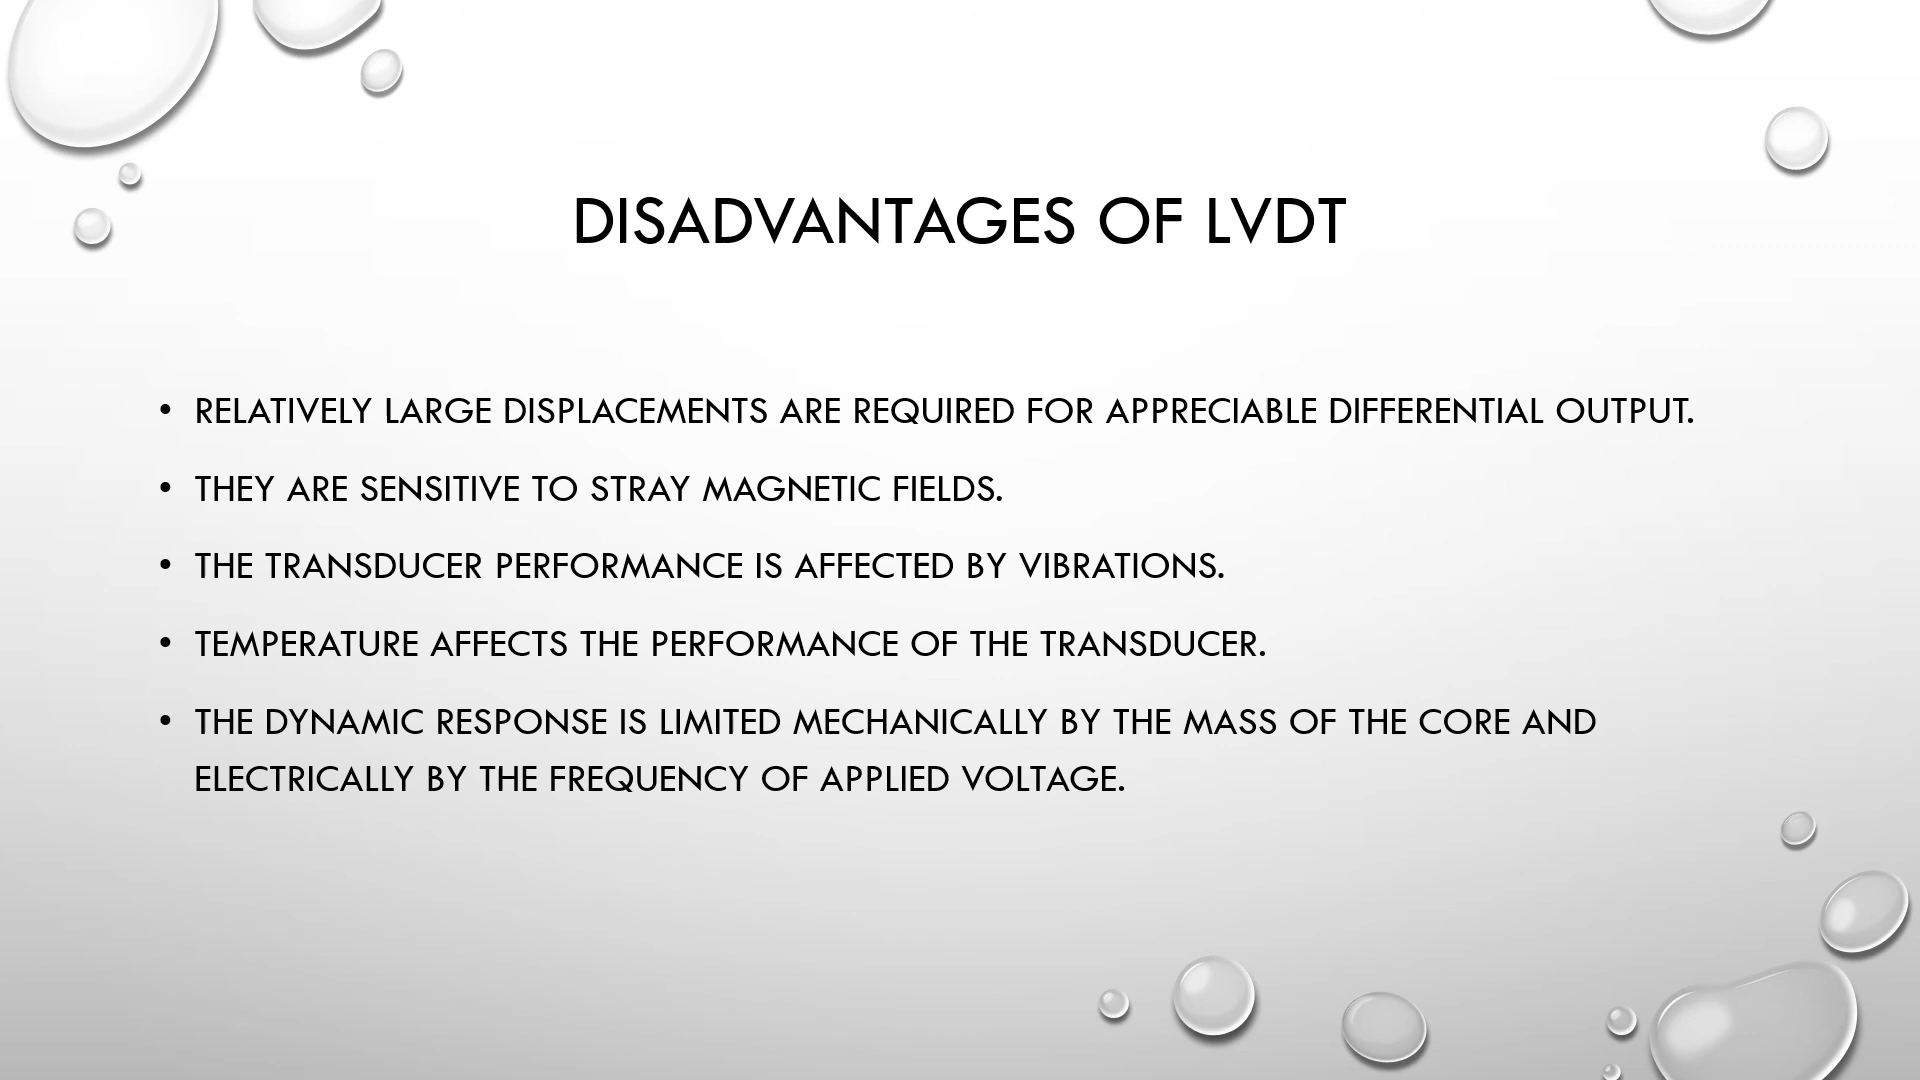 DISADVANTAGES OF LVDT
• RELATIVELY LARGE DISPLACEMENTS ARE REQUIRED FOR APPRECIABLE DIFFERENTIAL OUTPUT.
• THEY ARE SENSITIVE TO STRAY MAGNETIC FIELDS.
• THE TRANSDUCER PERFORMANCE IS AFFECTED BY VIBRATIONS.
• TEMPERATURE AFFECTS THE PERFORMANCE OF THE TRANSDUCER.
• THE DYNAMIC RESPONSE IS LIMITED MECHANICALLY BY THE MASS OF THE CORE AND
ELECTRICALLY BY THE FREQUENCY OF APPLIED VOLTAGE.